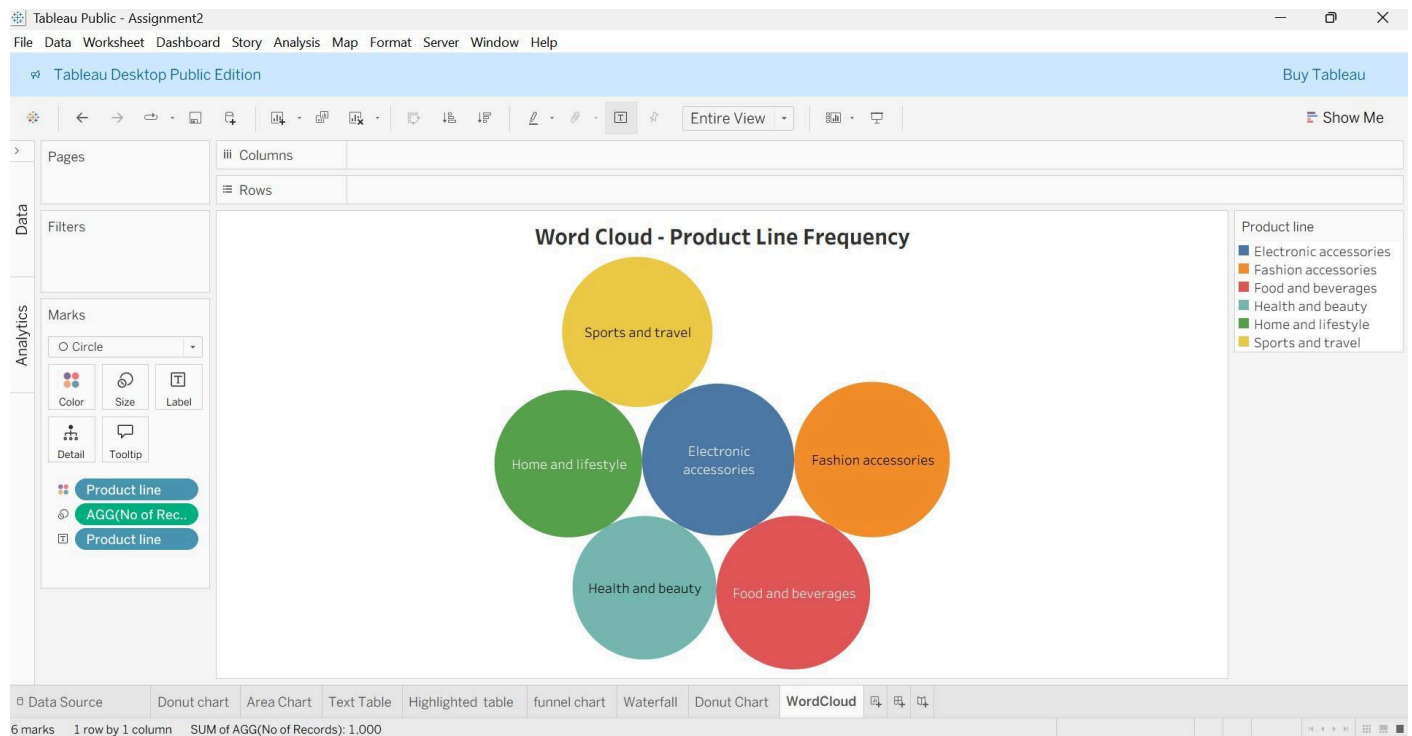 Tableau Public - Assignment2
File Data Worksheet Dashboard Story Analysis Map Format Server Window Help
Tableau Desktop Public Edition
Buy Tableau
Entire View
Show Me
Pages
Columns
Rows
Data
Analytics
Filters
Marks
Circle
Color Size Label
Detail Tooltip
Product line
AGG(No of Rec..
Product line
Word Cloud - Product Line Frequency
Sports and travel
Home and lifestyle
Electronic
accessories
Fashion accessories
Health and beauty
Food and beverages
Product line
Electronic accessories
Fashion accessories
Food and beverages
Health and beauty
Home and lifestyle
Sports and travel
Data Source Donut chart Area Chart Text Table Highlighted table funnel chart Waterfall Donut Chart WordCloud
6 marks 1 row by 1 column SUM of AGG(No of Records): 1,000